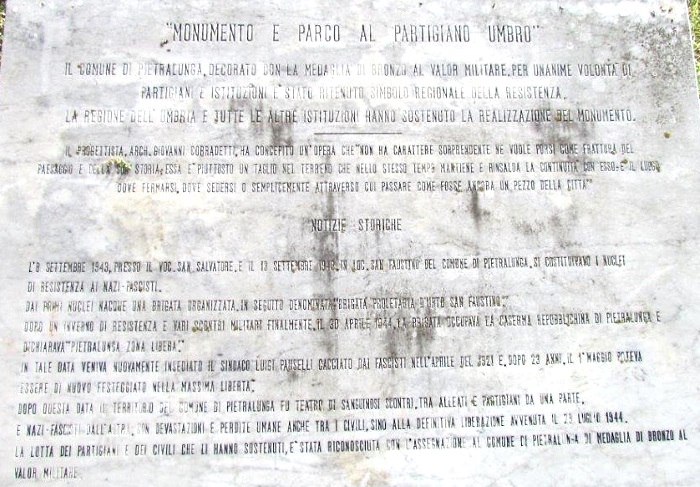 "MONUMENTO E PARCO AL PARTIGIANO UMBRO"
IL COMUNE DI PIETRALUNGA, DECORATO CON LA MEDAGLIA DI BRONZO AL VALOR MILITARE, PER UNANIME VOLONTA' DI
PARTIGIANI E ISTITUZIONI E' STATO RITENUTO SIMBOLO REGIONALE DELLA RESISTENZA.
LA REGIONE DELL'UMBRIA E TUTTE LE ALTRE ISTITUZIONI HANNO SOSTENUTO LA REALIZZAZIONE DEL MONUMENTO.
IL PROGETTISTA, ARCH. GIOVANNI CORRADETTI, HA CONCEPITO UN'OPERA CHE "NON HA CARATTERE SORPRENDENTE NE VUOLE PORSI COME FRATTURA DEL
PAESAGGIO E DELLA SUA STORIA; ESSA E' PIUTTOSTO UN TAGLIO NEL TERRENO CHE NELLO STESSO TEMPO MANTIENE E RINSALDA LA CONTINUITA' CON ESSO: E' IL LUOGO
DOVE FERMARSI, DOVE SEDERSI O SEMPLICEMENTE ATTRAVERSO CUI PASSARE COME FOSSE ANCORA UN PEZZO DELLA CITTA'"
"NOTIZIE STORICHE
L'8 SETTEMBRE 1943, PRESSO IL VOC. SAN SALVATORE, E IL 13 SETTEMBRE 1943, IN LOC. SAN FAUSTINO DEL COMUNE DI PIETRALUNGA, SI COSTITUIVANO I NUCLEI
DI RESISTENZA AI NAZI-FASCISTI.
DAI PRIMI NUCLEI NACQUE UNA BRIGATA ORGANIZZATA, IN SEGUITO DENOMINATA "BRIGATA PROLETARIA D'URTO SAN FAUSTINO".
DOPO UN INVERNO DI RESISTENZA E VARI SCONTRI MILITARI FINALMENTE, IL 30 APRILE 1944, LA BRIGATA OCCUPAVA LA CASERMA REPUBBLICHINA DI PIETRALUNGA E
DICHIARAVA "PIETRALUNGA ZONA LIBERA".
IN TALE DATA VENIVA NUOVAMENTE INSEDIATO IL SINDACO LUIGI PAUSELLI CACCIATO DAI FASCISTI NELL'APRILE DEL 1921 E, DOPO 23 ANNI, IL 1° MAGGIO POTEVA
ESSERE DI NUOVO FESTEGGIATO NELLA MASSIMA LIBERTA'.
DOPO QUESTA DATA IL TERRITORIO DEL COMUNE DI PIETRALUNGA FU TEATRO DI SANGUINOSI SCONTRI, TRA ALLEATI E PARTIGIANI DA UNA PARTE,
E NAZI-FASCISTI DALL'ALTRA, CON DEVASTAZIONI E PERDITE UMANE ANCHE TRA I CIVILI, SINO ALLA DEFINITIVA LIBERAZIONE AVVENUTA IL LUGLIO 1944.
LA LOTTA DEI PARTIGIANI E DEI CIVILI CHE LI HANNO SOSTENUTI, E' STATA RICONOSCIUTA CON L'ASSEGNAZIONE AL COMUNE DI PIETRALUNGA DI MEDAGLIA DI BRONZO AL
VALOR MILITARE.